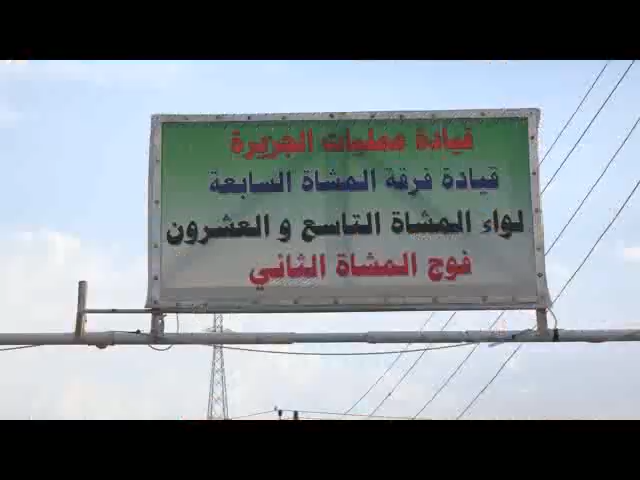 قيادة عمليات الجزيرة
قيادة فرقة المشاة السابعة
لواء المشاة التاسع و العشرون
فوج المشاة الثاني